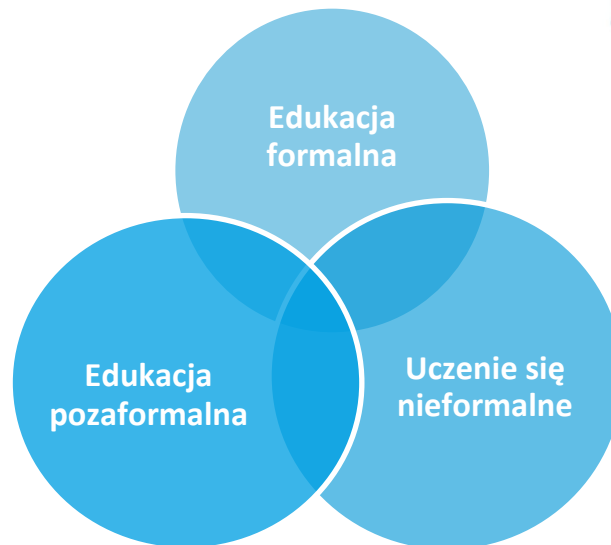 Edukacja
formalna
Edukacja
pozaformalna
Uczenie się
nieformalne